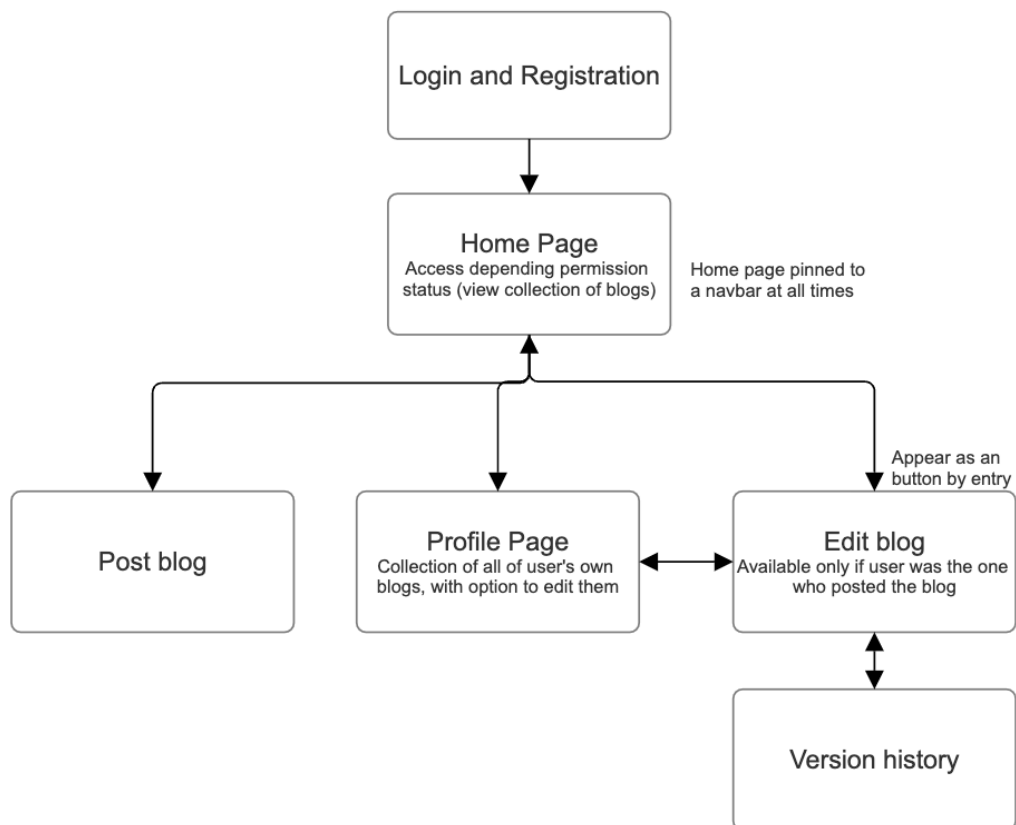 Login and Registration
Home Page
Access depending permission
status (view collection of blogs)
Home page pinned to
a navbar at all times
Appear as an
button by entry
Post blog
Profile Page
Collection of all of user's own
blogs, with option to edit them
Edit blog
Available only if user was the one
who posted the blog
Version history